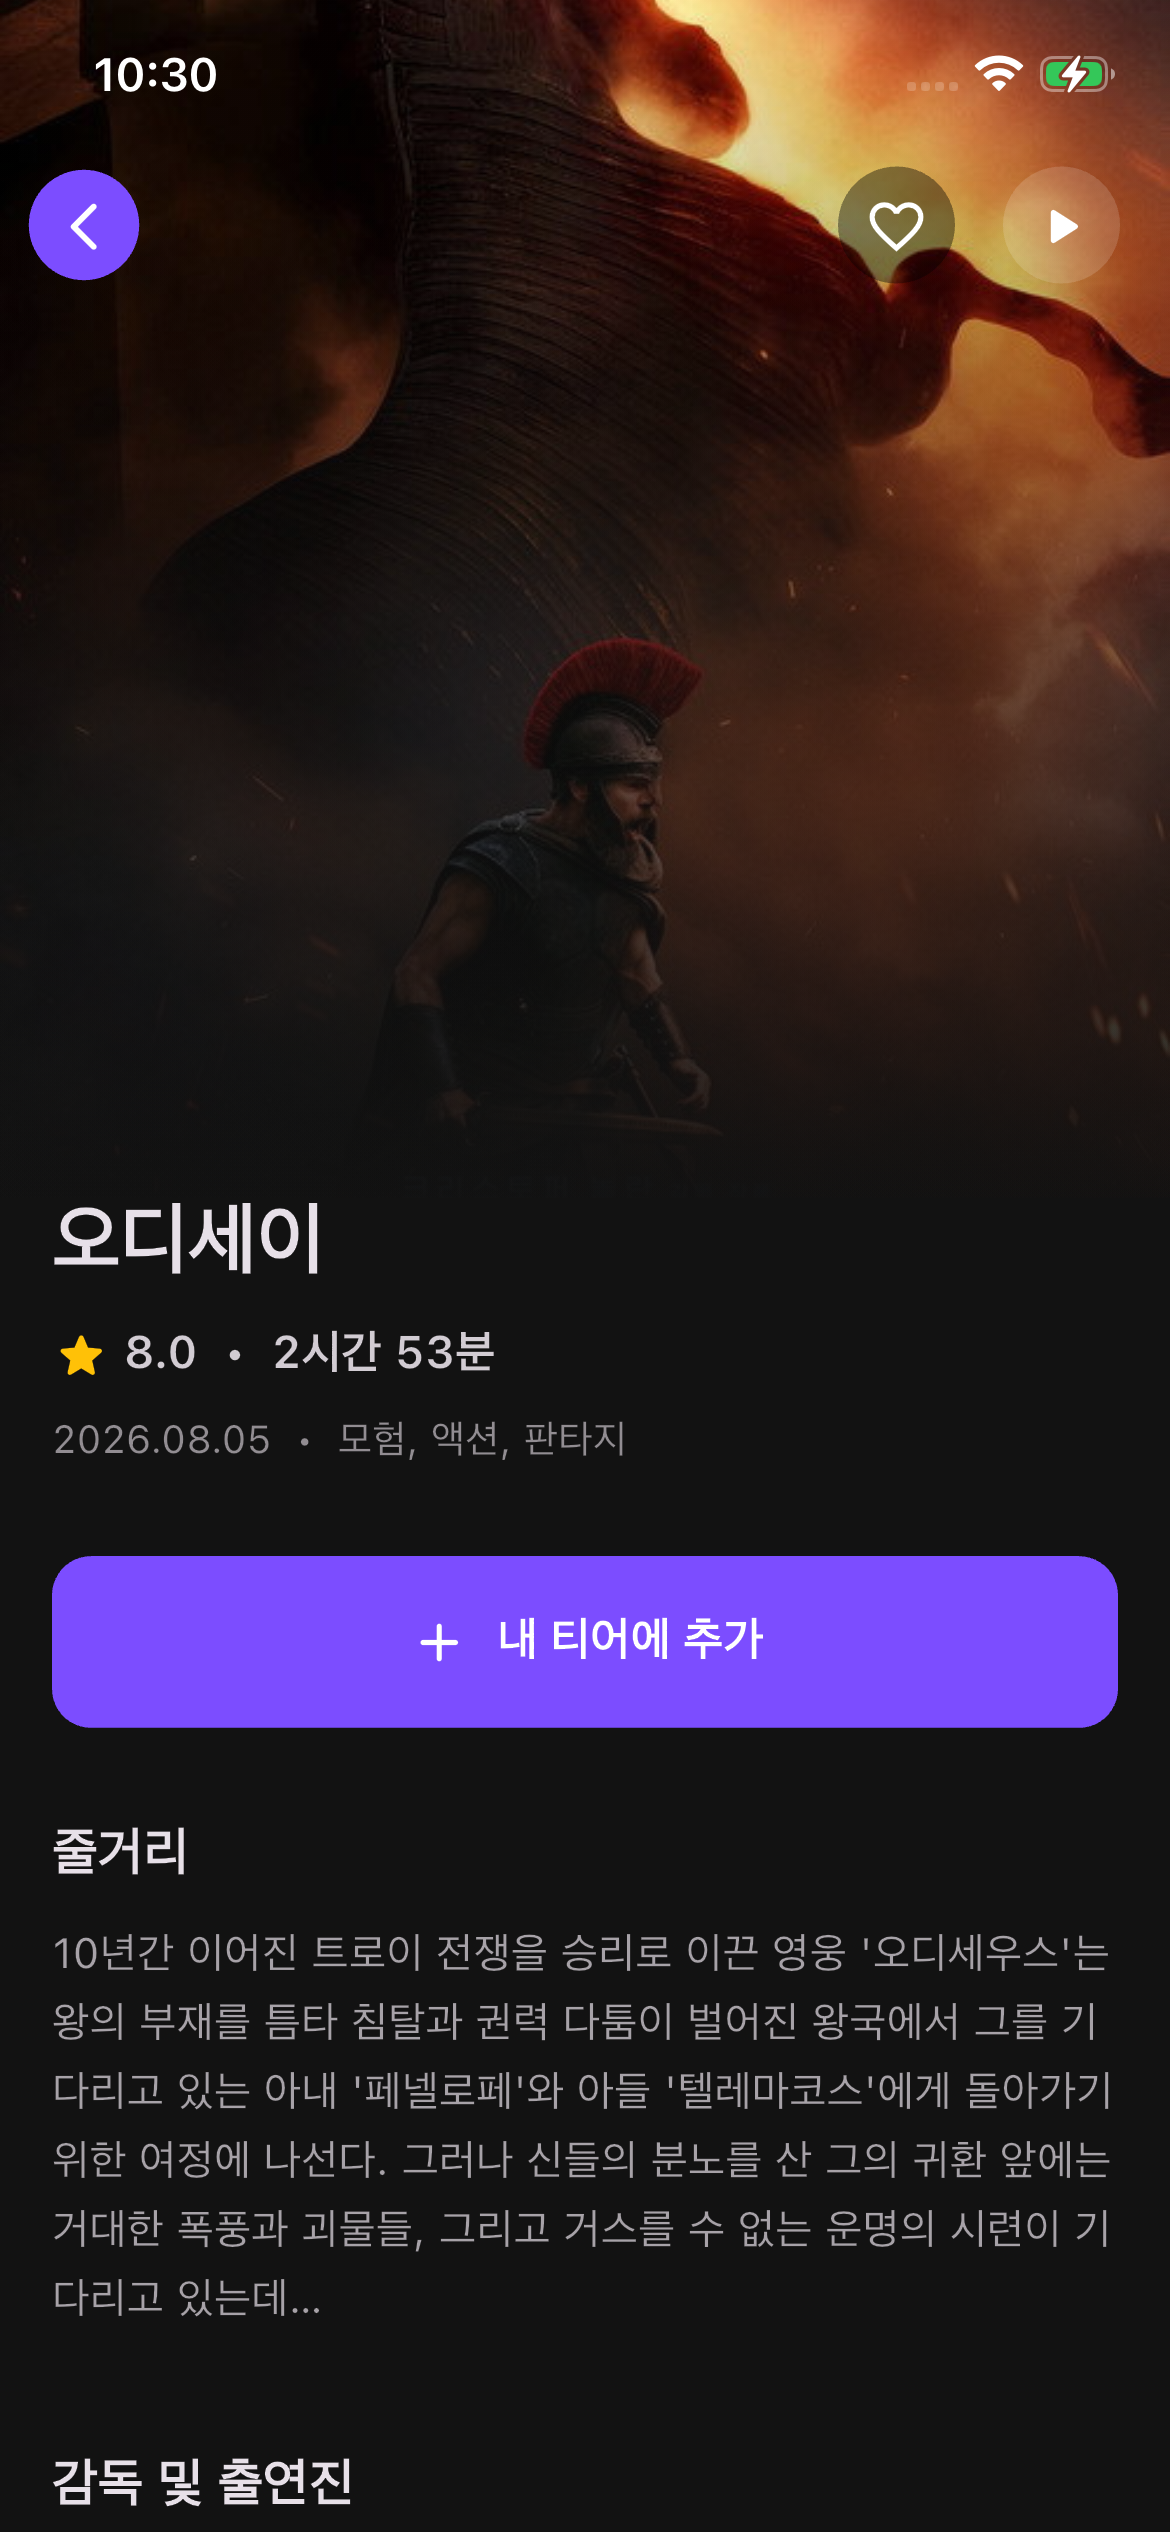 10:30
오디세이
8.0 • 2시간 53분
2026.08.05 • 모험, 액션, 판타지
내 티어에 추가
줄거리
10년간 이어진 트로이 전쟁을 승리로 이끈 영웅 '오디세우스'는
왕의 부재를 틈타 침탈과 권력 다툼이 벌어진 왕국에서 그를 기
다리고 있는 아내 '페넬로페'와 아들 '텔레마코스'에게 돌아가기
위한 여정에 나선다. 그러나 신들의 분노를 산 그의 귀환 앞에는
거대한 폭풍과 괴물들, 그리고 거스를 수 없는 운명의 시련이 기
다리고 있는데...
감독 및 출연진